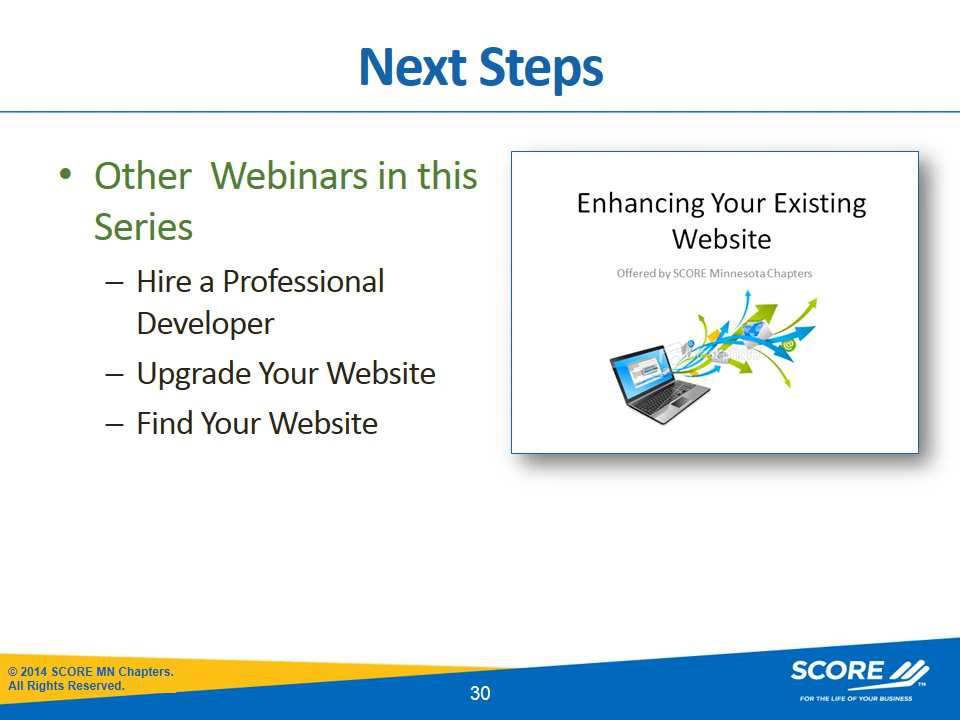 Next Steps
• Other  Webinars in this
Series
– Hire a Professional
Developer
– Upgrade Your Website
– Find Your Website
Enhancing Your Existing
Website
Offered by SCORE Minnesota Chapters
© 2014 SCORE MN Chapters.
All Rights Reserved.
30
SCORE
TM
FOR THE LIFE OF YOUR BUSINESS